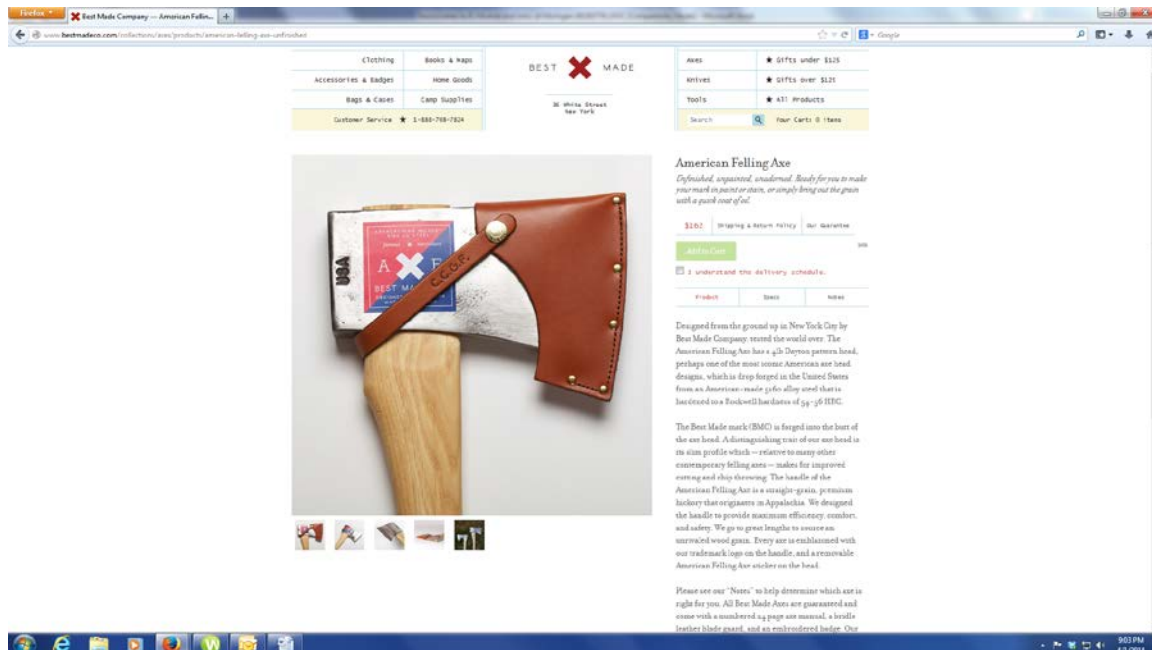 Firefox
Best Made Company — American Fellin...
www.bestmadeco.com/collections/axes/products/american-felling-axe-unfinished
Google
Clothing
Books & Maps
Accessories & Badges
Home Goods
Bags & Cases
Camp Supplies
Customer Service ★ 1-888-708-7824
BEST MADE
36 White Street
New York
Axes
★ Gifts under $125
Knives
★ Gifts over $125
Tools
★ All Products
Search
Your Cart: 0 items
USA
A X E
BEST
C.C.G.F.
American Felling Axe
Unfinished, unpainted, unadorned. Ready for you to make
your mark in paint or stain, or simply bring out the grain
with a quick coat of oil.
$162
Shipping & Return Policy
Our Guarantee
Add to Cart
I understand the delivery schedule.
Product
Specs
Notes
Designed from the ground up in New York City by
Best Made Company, tested the world over. The
American Felling Axe has a 4lb Dayton pattern head,
perhaps one of the most iconic American axe head
designs, which is drop forged in the United States
from an American-made 5160 alloy steel that is
hardened to a Rockwell hardness of 54-56 HRC.
The Best Made mark (BMC) is forged into the butt of
the axe head. A distinguishing trait of our axe head is
its slim profile which — relative to many other
contemporary felling axes — makes for improved
cutting and chip throwing. The handle of the
American Felling Axe is a straight-grain, premium
hickory that originates in Appalachia. We designed
the handle to provide maximum efficiency, comfort,
and safety. We go to great lengths to source an
unrivaled wood grain. Every axe is emblazoned with
our trademark logo on the handle, and a removable
American Felling Axe sticker on the head.
Please see our "Notes" to help determine which axe is
right for you. All Best Made Axes are guaranteed and
come with a numbered 24 page axe manual, a bridle
leather blade guard, and an embroidered badge. Our
9:03 PM